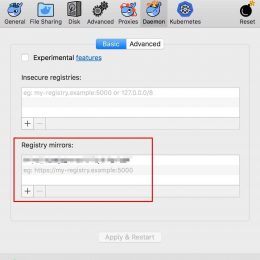 General File Sharing Disk Advanced Proxies Daemon Kubernetes Reset
Basic Advanced
Experimental features
Insecure registries:
eg: my-registry.example:5000 or 127.0.0.0/8
+ −
Registry mirrors:
eg: https://my-registry.example:5000
+ −
Apply & Restart